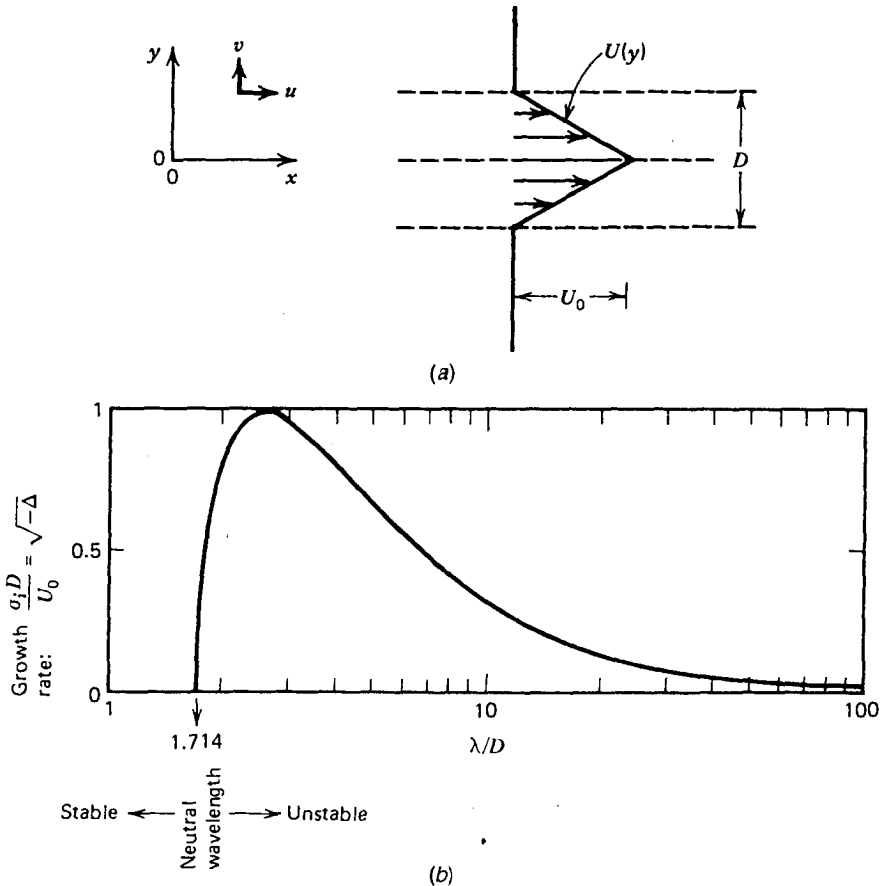 y
v
u
0
0
x
U(y)
D
U₀
(a)
Growth rate: σᵢD/U₀ = √−Δ
1
0.5
0
1
10
100
1.714
λ/D
Stable
Neutral wavelength
Unstable
(b)